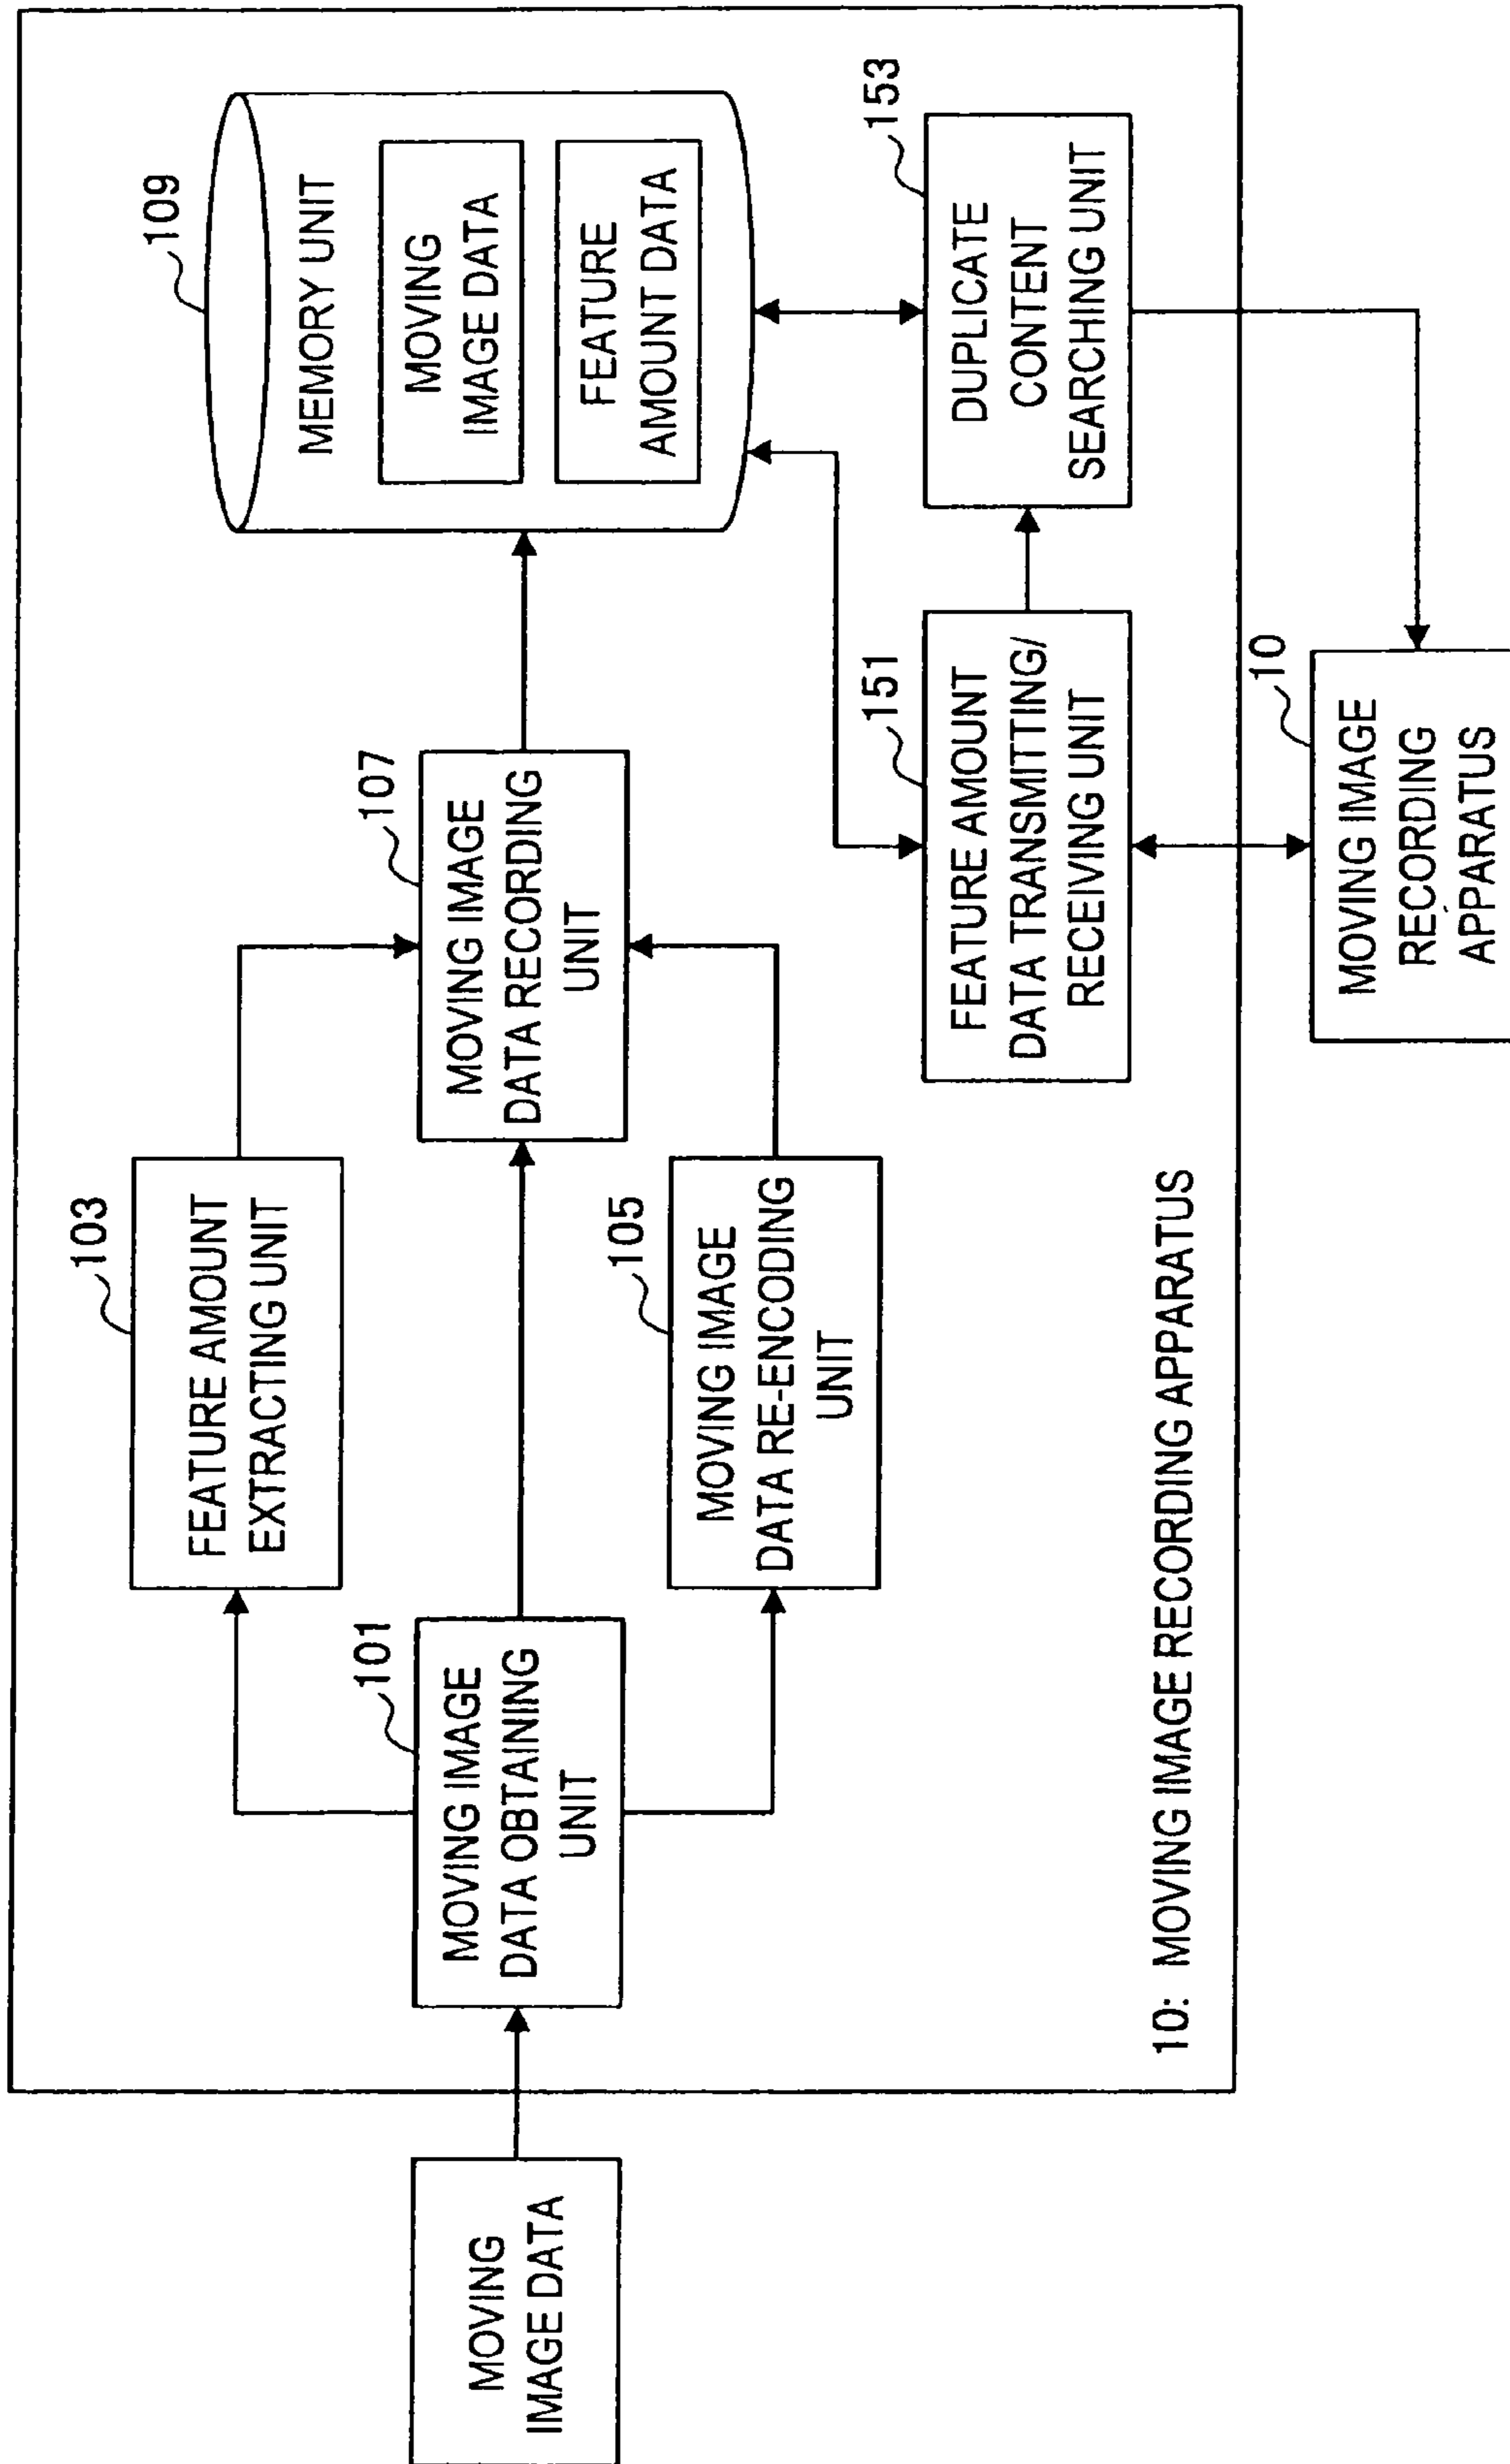 MOVING
IMAGE DATA
101
MOVING IMAGE
DATA OBTAINING
UNIT
103
FEATURE AMOUNT
EXTRACTING UNIT
105
MOVING IMAGE
DATA RE-ENCODING
UNIT
107
MOVING IMAGE
DATA RECORDING
UNIT
109
MEMORY UNIT
MOVING
IMAGE DATA
FEATURE
AMOUNT DATA
151
FEATURE AMOUNT
DATA TRANSMITTING/
RECEIVING UNIT
153
DUPLICATE
CONTENT
SEARCHING UNIT
10: MOVING IMAGE RECORDING APPARATUS
10
MOVING IMAGE
RECORDING
APPARATUS